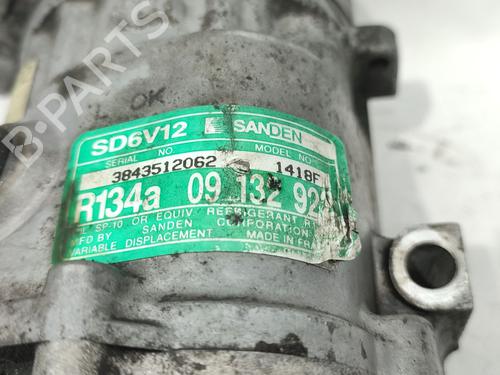 OK
SD6V12 SANDEN
SERIAL NO MODEL NO
3843512062 1418F
R134a 09 132 92
OIL SP-10 OR EQUIV REFRIGERANT
MFD BY SANDEN CORPORATION
VARIABLE DISPLACEMENT MADE IN FRAN
B-PARTS